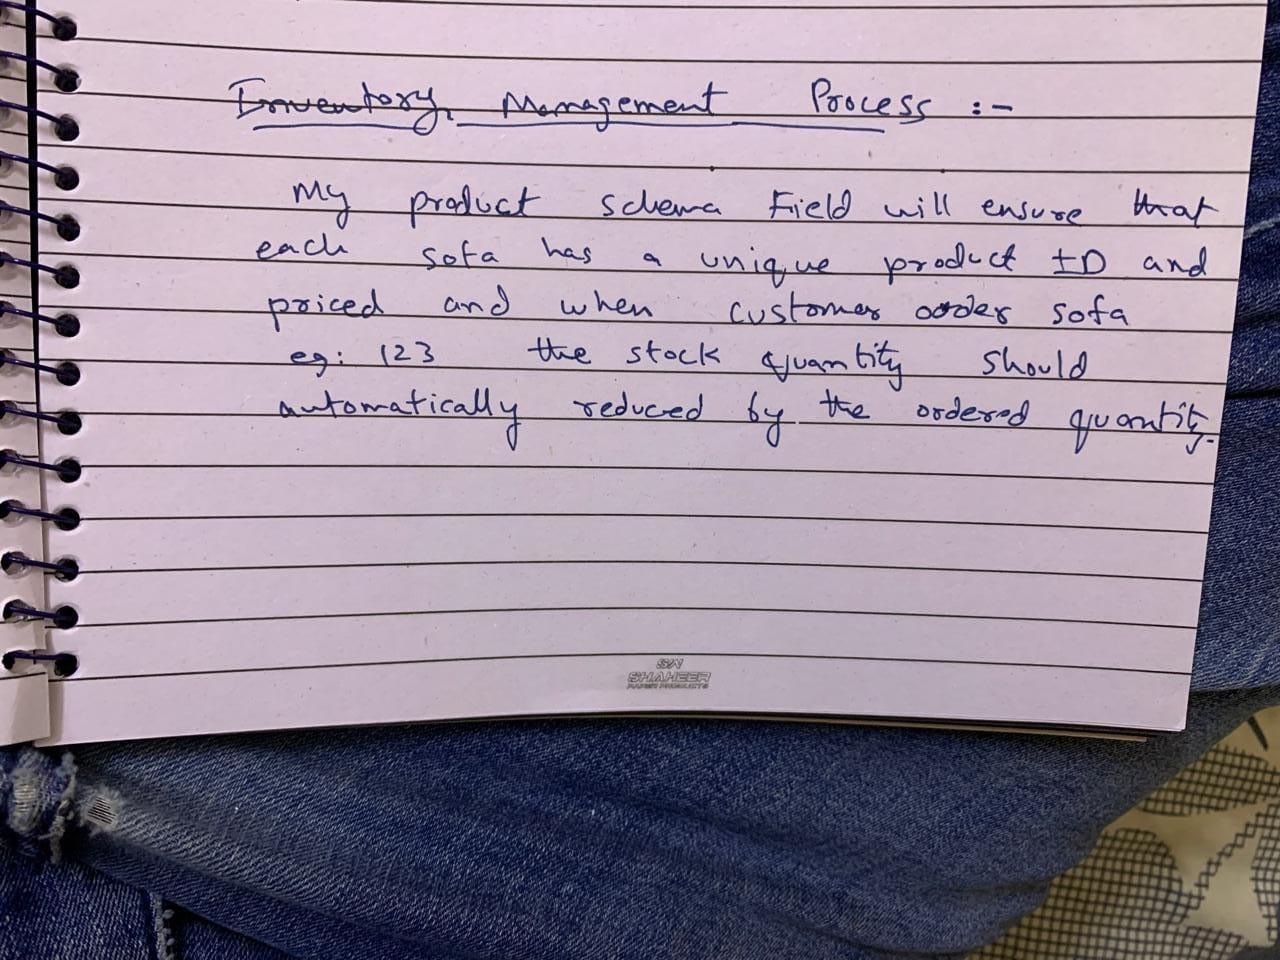 Inventory Management Process :-
My product schema Field will ensure that
each sofa has a unique product ID and
priced and when customer order sofa
eg: 123 the stock quantity should
automatically reduced by the ordered quantity.
SW
SHAHEER
PAPER PRODUCTS